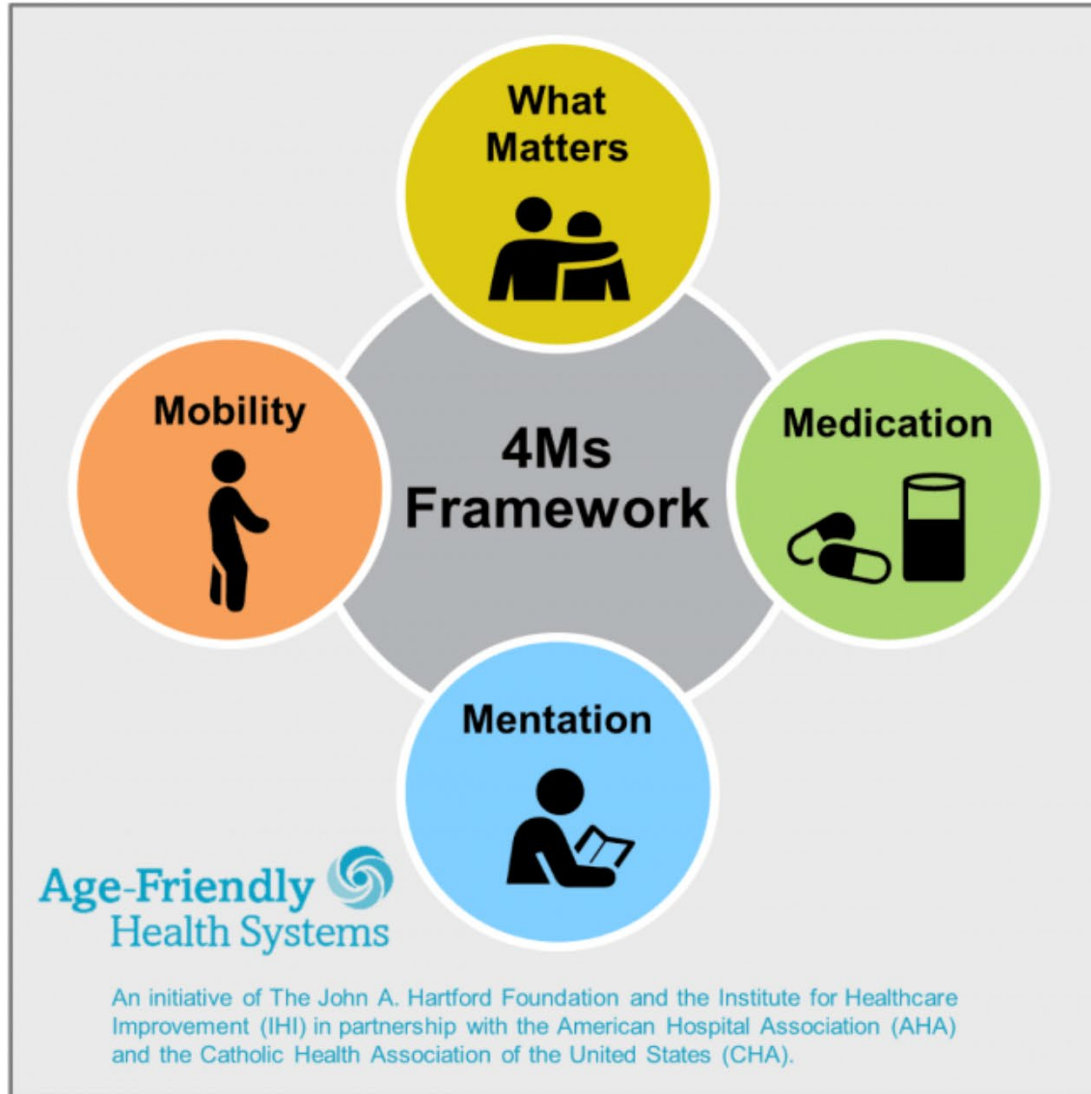 What
Matters
Mobility
4Ms
Framework
Medication
Mentation
Age-Friendly
Health Systems
An initiative of The John A. Hartford Foundation and the Institute for Healthcare
Improvement (IHI) in partnership with the American Hospital Association (AHA)
and the Catholic Health Association of the United States (CHA).